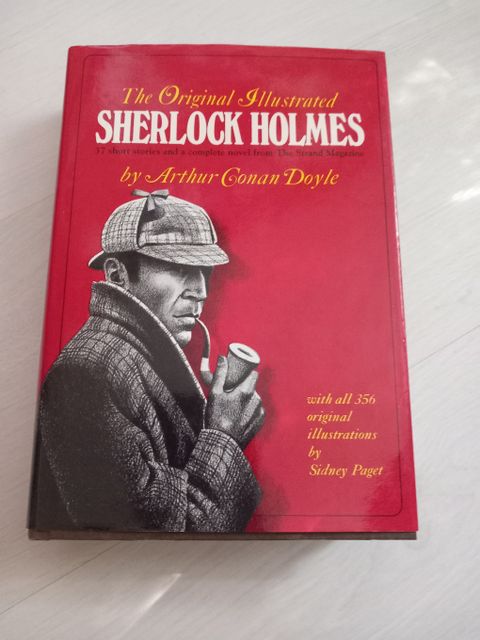 The Original Illustrated
SHERLOCK HOLMES
37 short stories and a complete novel from The Strand Magazine
by Arthur Conan Doyle
with all 356
original
illustrations
by
Sidney Paget